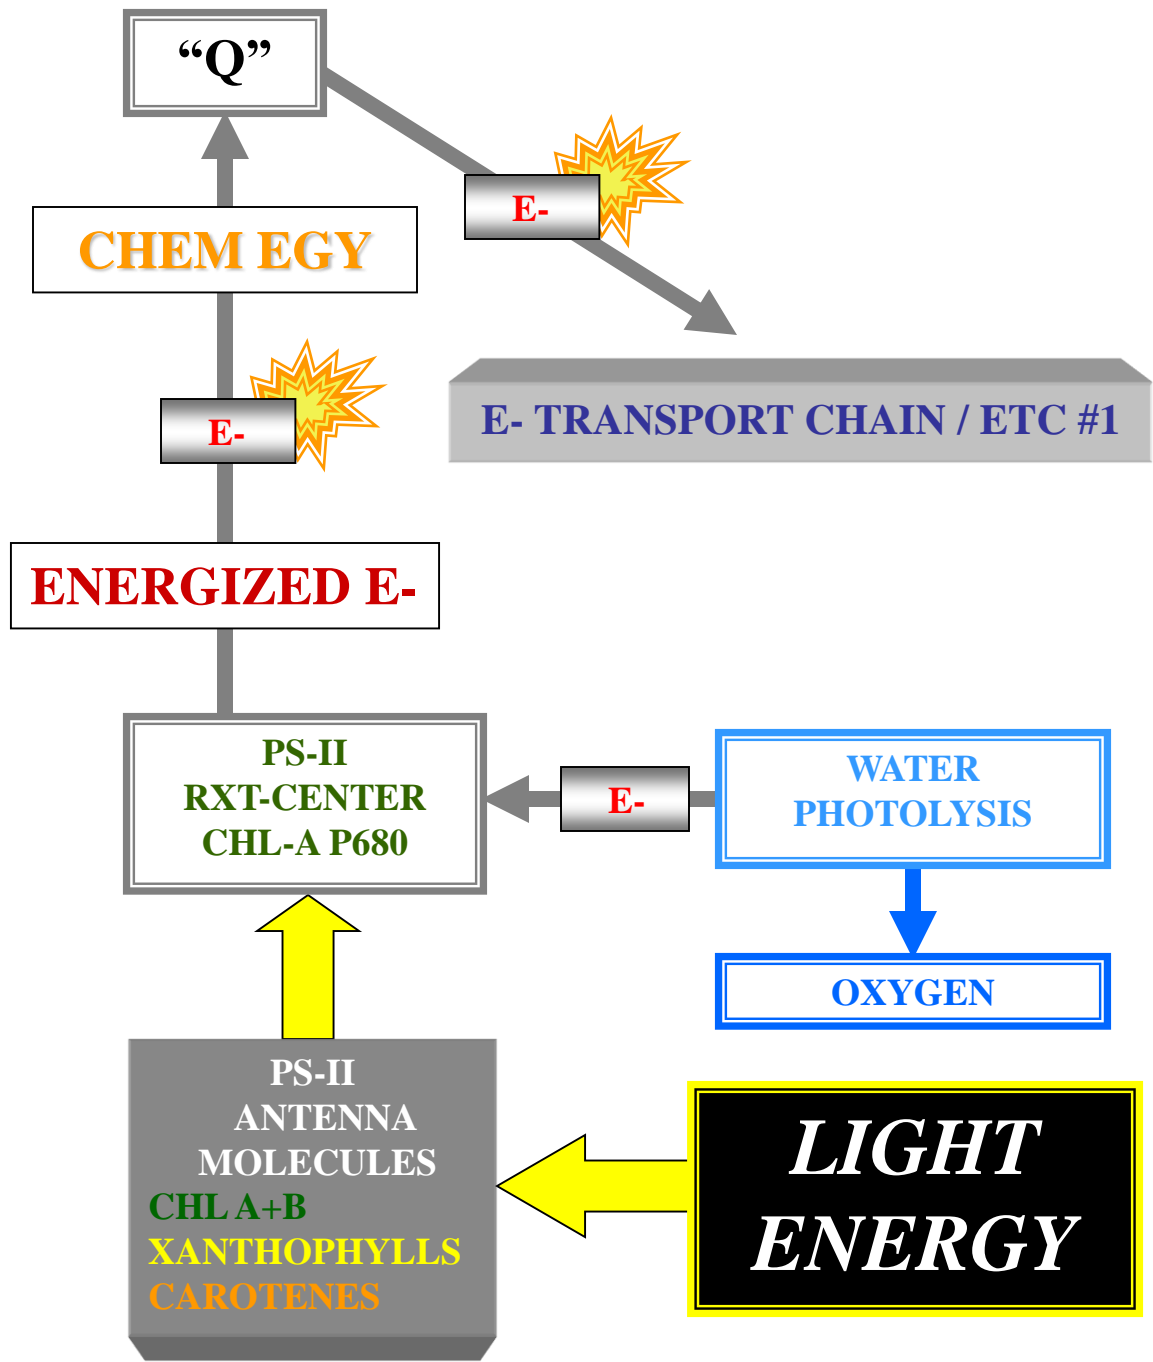 “Q”
E-
CHEM EGY
E-
E- TRANSPORT CHAIN / ETC #1
ENERGIZED E-
PS-II
RXT-CENTER
CHL-A P680
E-
WATER
PHOTOLYSIS
OXYGEN
PS-II
ANTENNA
MOLECULES
CHL A+B
XANTHOPHYLLS
CAROTENES
LIGHT
ENERGY